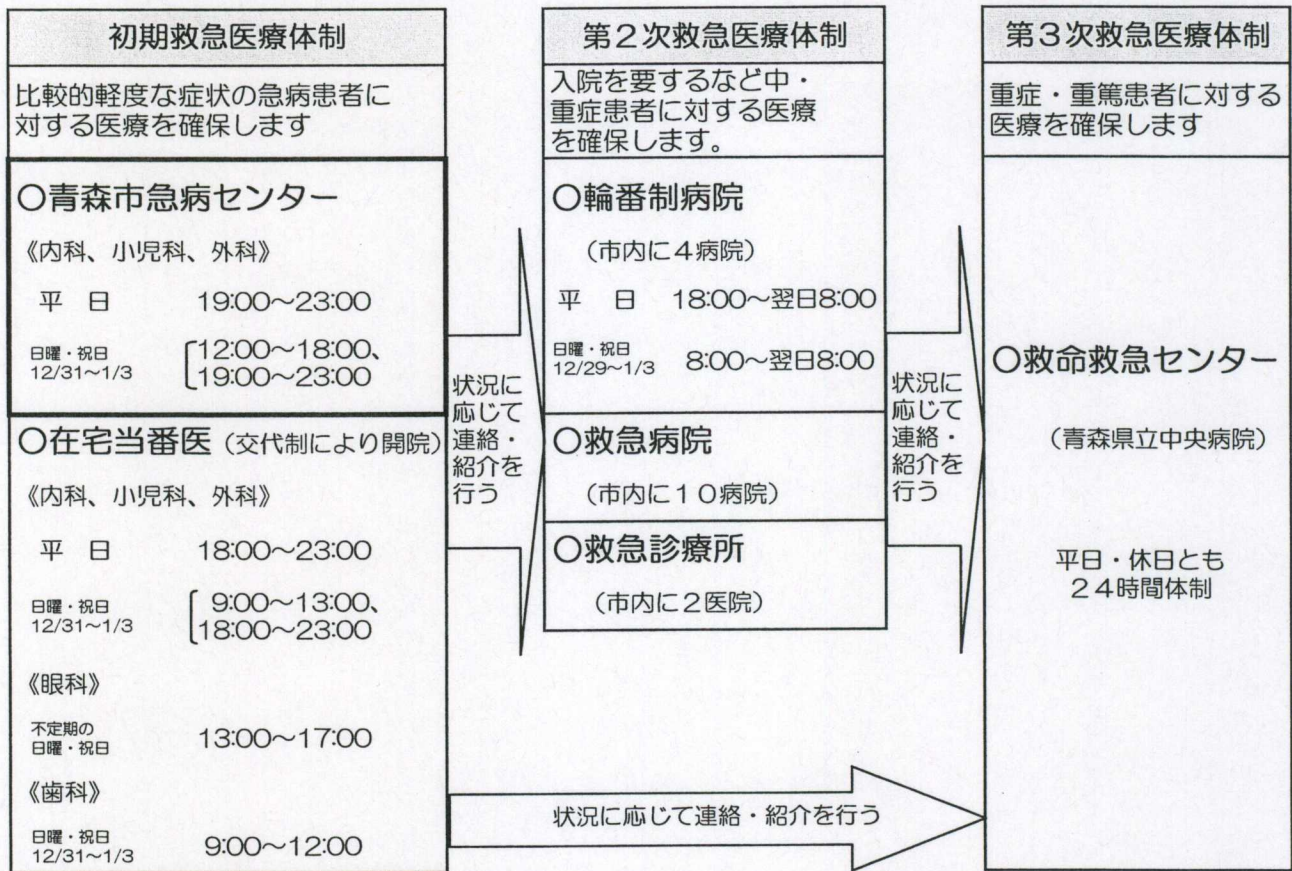 初期救急医療体制
比較的軽度な症状の急病患者に
対する医療を確保します
○青森市急病センター
《内科、小児科、外科》
平　日　19:00～23:00
日曜・祝日
12/31～1/3
12:00～18:00、
19:00～23:00
○在宅当番医（交代制により開院）
《内科、小児科、外科》
平　日　18:00～23:00
日曜・祝日
12/31～1/3
9:00～13:00、
18:00～23:00
《眼科》
不定期の
日曜・祝日
13:00～17:00
《歯科》
日曜・祝日
12/31～1/3
9:00～12:00
状況に
応じて
連絡・
紹介を
行う
第２次救急医療体制
入院を要するなど中・
重症患者に対する医療
を確保します。
○輪番制病院
（市内に４病院）
平　日　18:00～翌日8:00
日曜・祝日
12/29～1/3
8:00～翌日8:00
○救急病院
（市内に１０病院）
○救急診療所
（市内に２医院）
状況に
応じて
連絡・
紹介を
行う
状況に応じて連絡・紹介を行う
第３次救急医療体制
重症・重篤患者に対する
医療を確保します
○救命救急センター
（青森県立中央病院）
平日・休日とも
２４時間体制